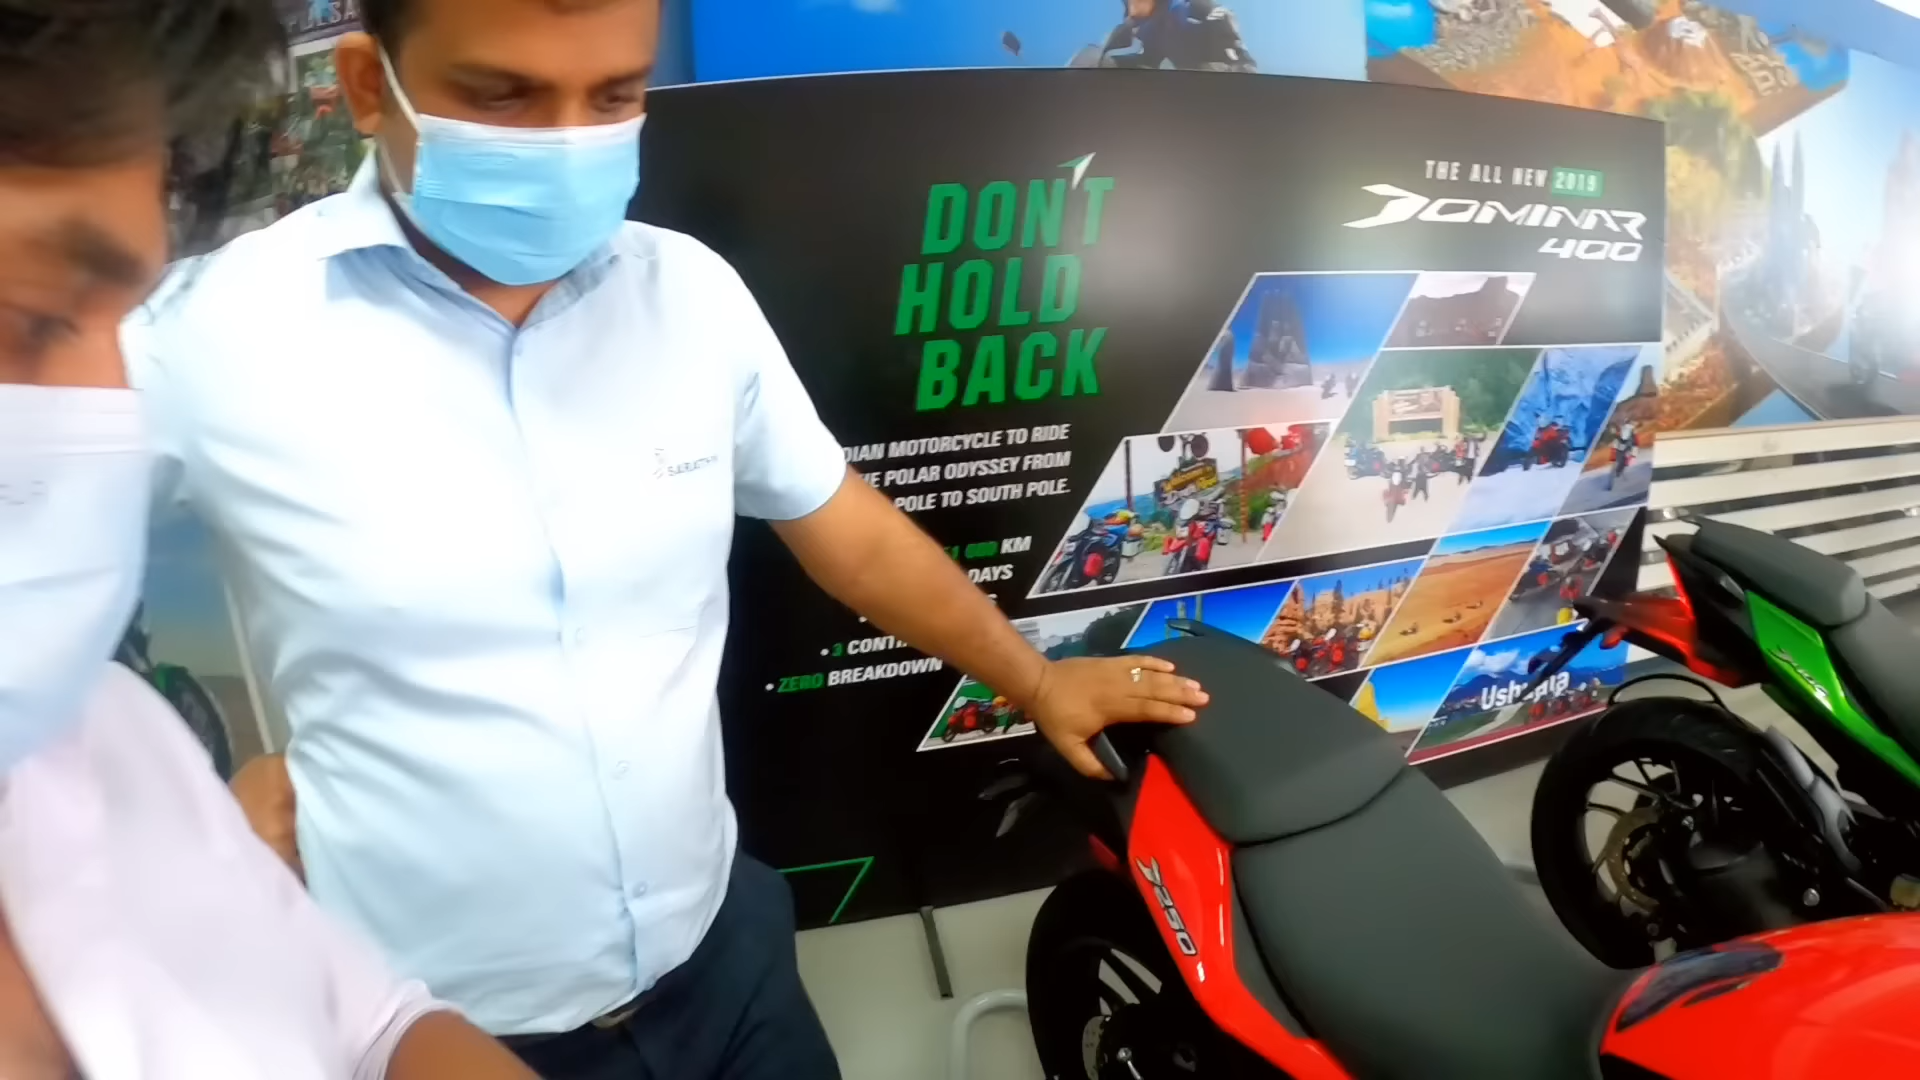 DON'T
HOLD
BACK
DIAN MOTORCYCLE TO RIDE
POLAR ODYSSEY FROM
POLE TO SOUTH POLE.
KM
DAYS
• 3 CONTI
• ZERO BREAKDOWN
THE ALL NEW 2019
DOMINAR
400
Ushuaia
SARATHY
D250